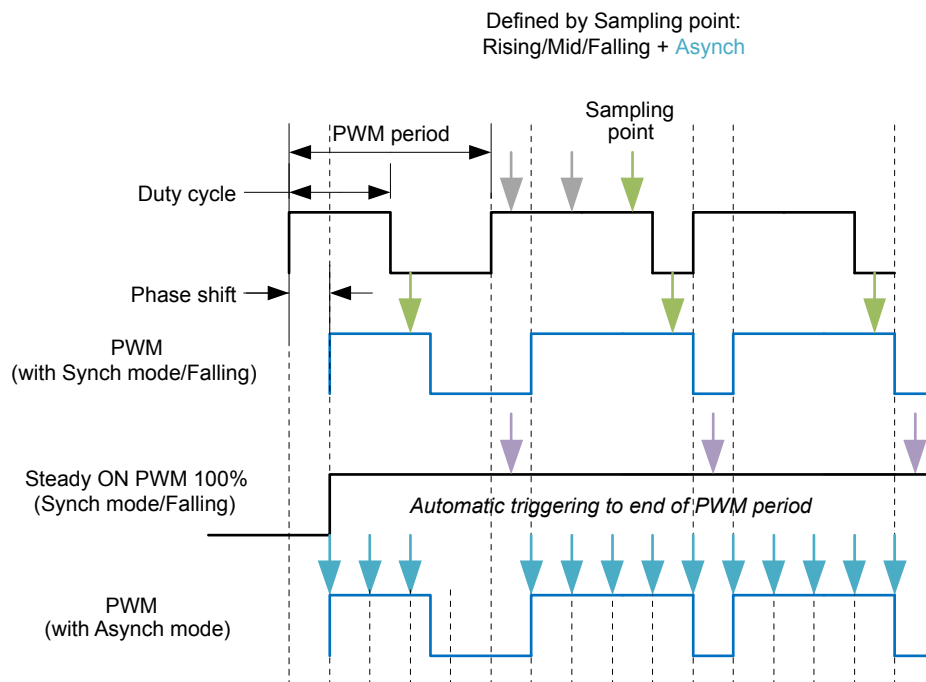 Defined by Sampling point:
Rising/Mid/Falling + Asynch
Sampling
point
PWM period
Duty cycle
Phase shift
PWM
(with Synch mode/Falling)
Steady ON PWM 100%
(Synch mode/Falling)
Automatic triggering to end of PWM period
PWM
(with Asynch mode)